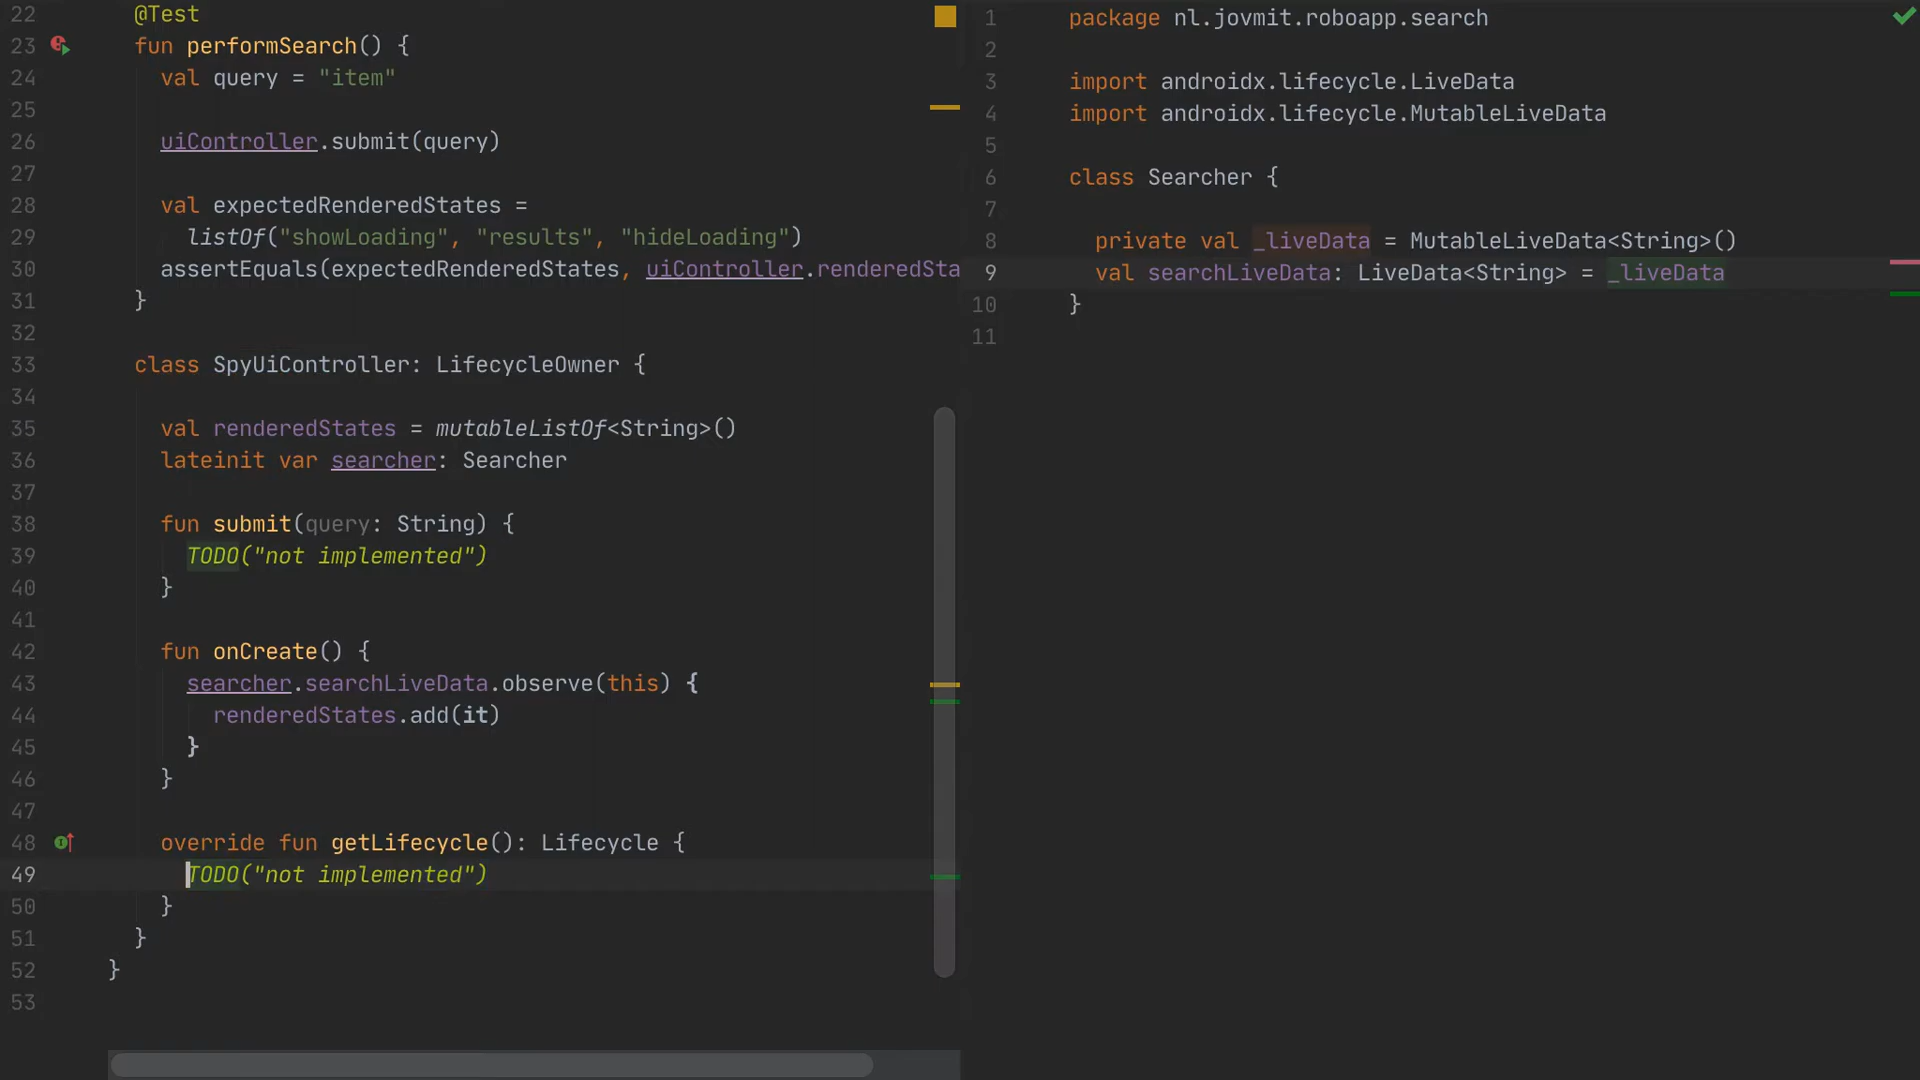 22 @Test
23 fun performSearch() {
24 val query = "item"
25
26 uiController.submit(query)
27
28 val expectedRenderedStates =
29 listOf("showLoading", "results", "hideLoading")
30 assertEquals(expectedRenderedStates, uiController.renderedSta
31 }
32
33 class SpyUiController: LifecycleOwner {
34
35 val renderedStates = mutableListOf<String>()
36 lateinit var searcher: Searcher
37
38 fun submit(query: String) {
39 TODO("not implemented")
40 }
41
42 fun onCreate() {
43 searcher.searchLiveData.observe(this) {
44 renderedStates.add(it)
45 }
46 }
47
48 override fun getLifecycle(): Lifecycle {
49 TODO("not implemented")
50 }
51 }
52 }
53
1 package nl.jovmit.roboapp.search
2
3 import androidx.lifecycle.LiveData
4 import androidx.lifecycle.MutableLiveData
5
6 class Searcher {
7
8 private val _liveData = MutableLiveData<String>()
9 val searchLiveData: LiveData<String> = _liveData
10 }
11